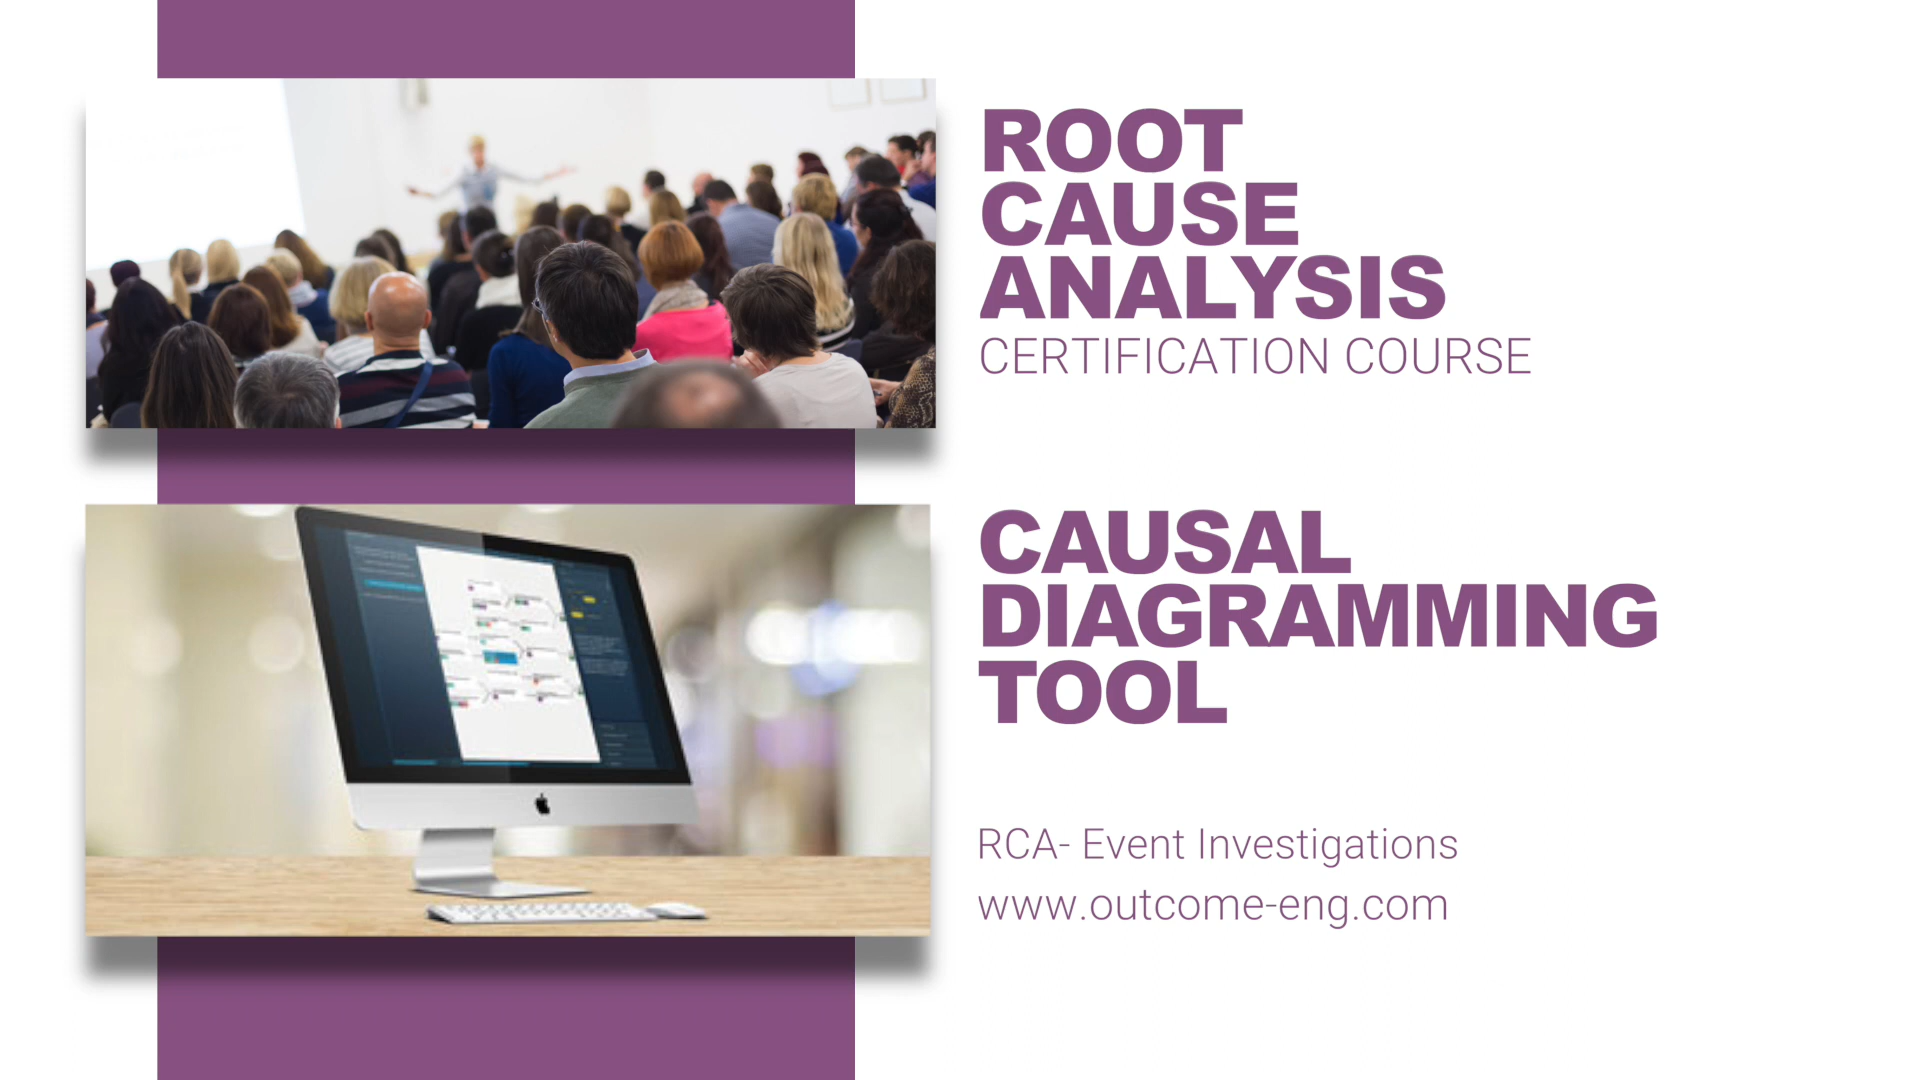 ROOT
CAUSE
ANALYSIS
CERTIFICATION COURSE
CAUSAL
DIAGRAMMING
TOOL
RCA- Event Investigations
www.outcome-eng.com